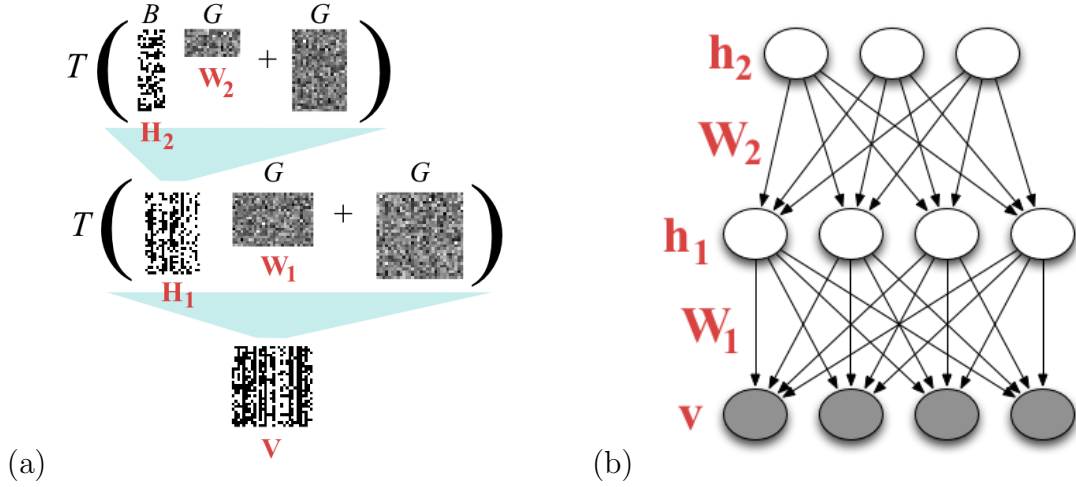 B G
T ( W₂ + )
H₂
G G
T ( W₁ + )
H₁
V
(a)
h₂
W₂
h₁
W₁
v
(b)